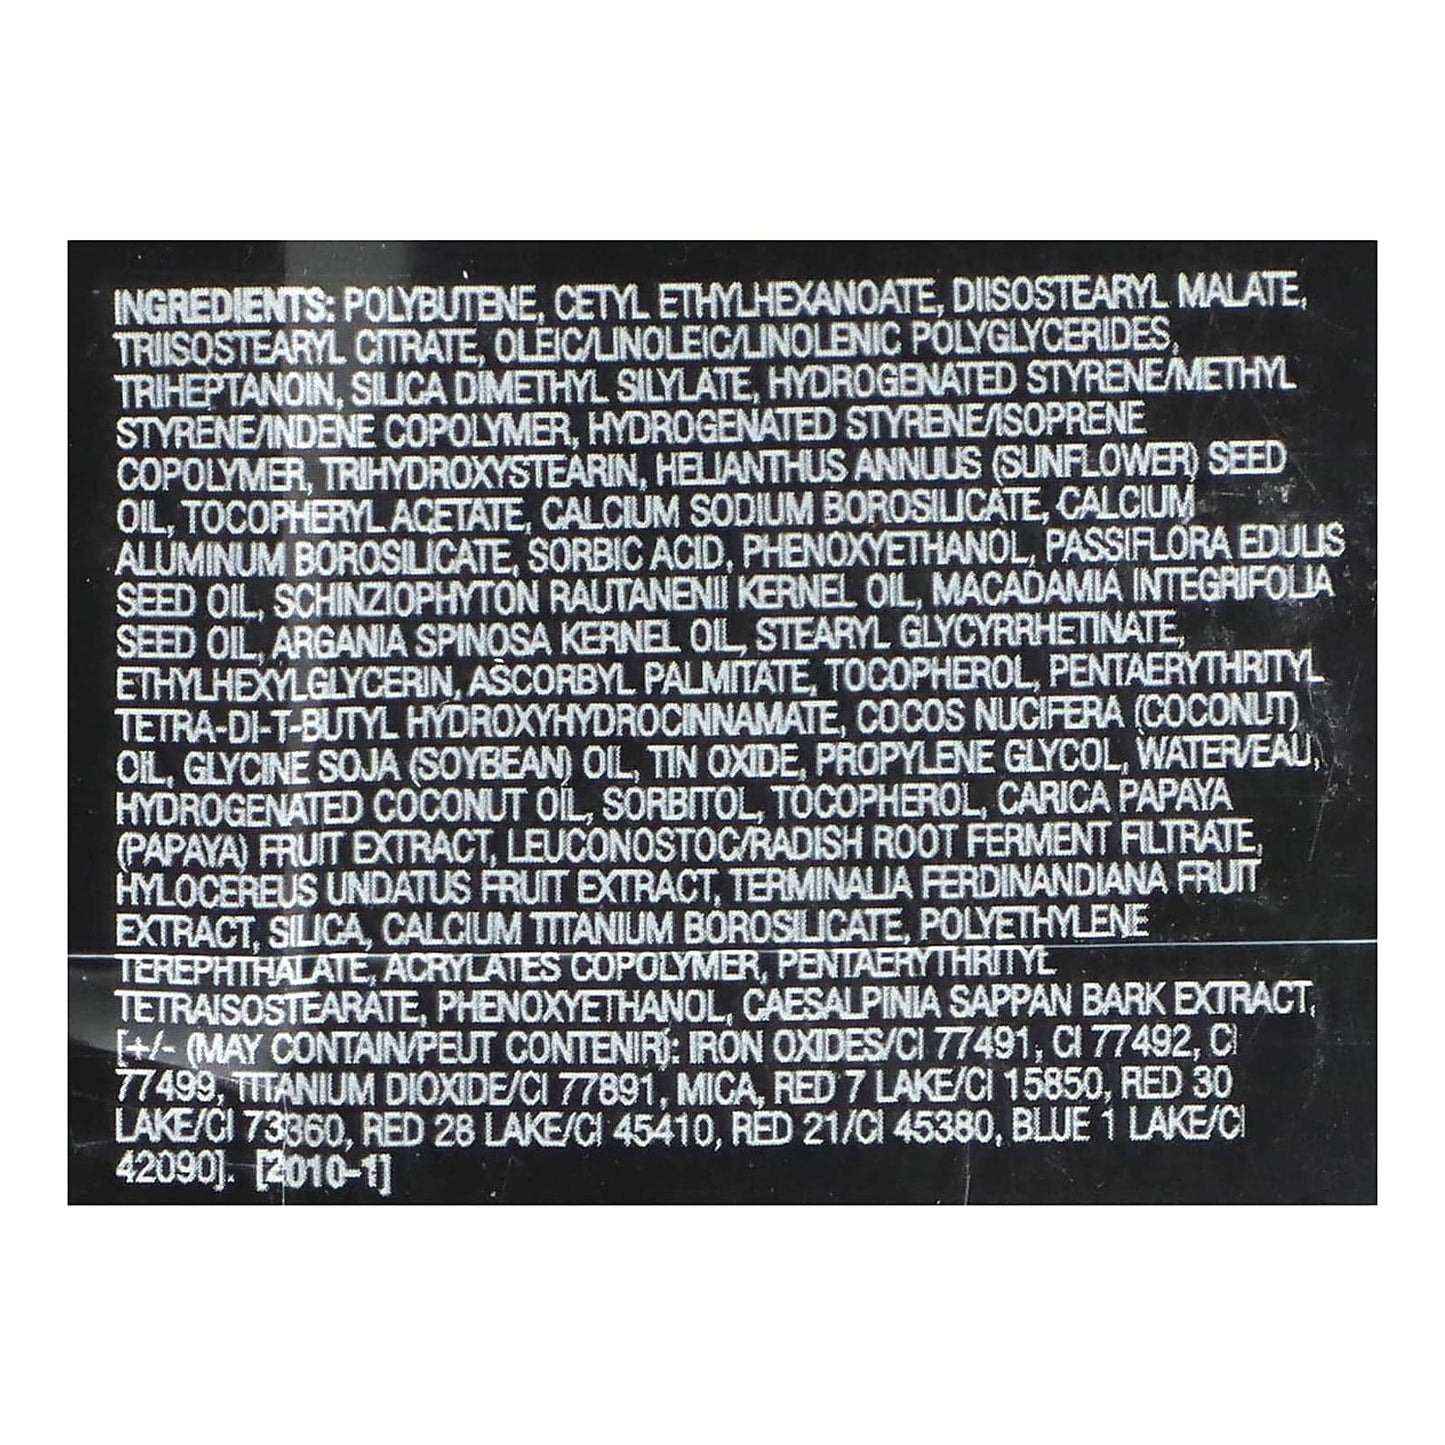 INGREDIENTS: POLYBUTENE, CETYL ETHYLHEXANOATE, DIISOSTEARYL MALATE,
TRIISOSTEARYL CITRATE, OLEIC/LINOLEIC/LINOLENIC POLYGLYCERIDES,
TRIHEPTANOIN, SILICA DIMETHYL SILYLATE, HYDROGENATED STYRENE/METHYL
STYRENE/INDENE COPOLYMER, HYDROGENATED STYRENE/ISOPRENE
COPOLYMER, TRIHYDROXYSTEARIN, HELIANTHUS ANNUUS (SUNFLOWER) SEED
OIL, TOCOPHERYL ACETATE, CALCIUM SODIUM BOROSILICATE, CALCIUM
ALUMINUM BOROSILICATE, SORBIC ACID, PHENOXYETHANOL, PASSIFLORA EDULIS
SEED OIL, SCHINZIOPHYTON RAUTANENII KERNEL OIL, MACADAMIA INTEGRIFOLIA
SEED OIL, ARGANIA SPINOSA KERNEL OIL, STEARYL GLYCYRRHETINATE,
ETHYLHEXYLGLYCERIN, ASCORBYL PALMITATE, TOCOPHEROL, PENTAERYTHRITYL
TETRA-DI-T-BUTYL HYDROXYHYDROCINNAMATE, COCOS NUCIFERA (COCONUT)
OIL, GLYCINE SOJA (SOYBEAN) OIL, TIN OXIDE, PROPYLENE GLYCOL, WATER/EAU,
HYDROGENATED COCONUT OIL, SORBITOL, TOCOPHEROL, CARICA PAPAYA
(PAPAYA) FRUIT EXTRACT, LEUCONOSTOC/RADISH ROOT FERMENT FILTRATE,
HYLOCEREUS UNDATUS FRUIT EXTRACT, TERMINALIA FERDINANDIANA FRUIT
EXTRACT, SILICA, CALCIUM TITANIUM BOROSILICATE, POLYETHYLENE
TEREPHTHALATE, ACRYLATES COPOLYMER, PENTAERYTHRITYL
TETRAISOSTEARATE, PHENOXYETHANOL, CAESALPINIA SAPPAN BARK EXTRACT,
[+/- (MAY CONTAIN/PEUT CONTENIR): IRON OXIDES/CI 77491, CI 77492, CI
77499, TITANIUM DIOXIDE/CI 77891, MICA, RED 7 LAKE/CI 15850, RED 30
LAKE/CI 73360, RED 28 LAKE/CI 45410, RED 21/CI 45380, BLUE 1 LAKE/CI
42090]. [2010-1]